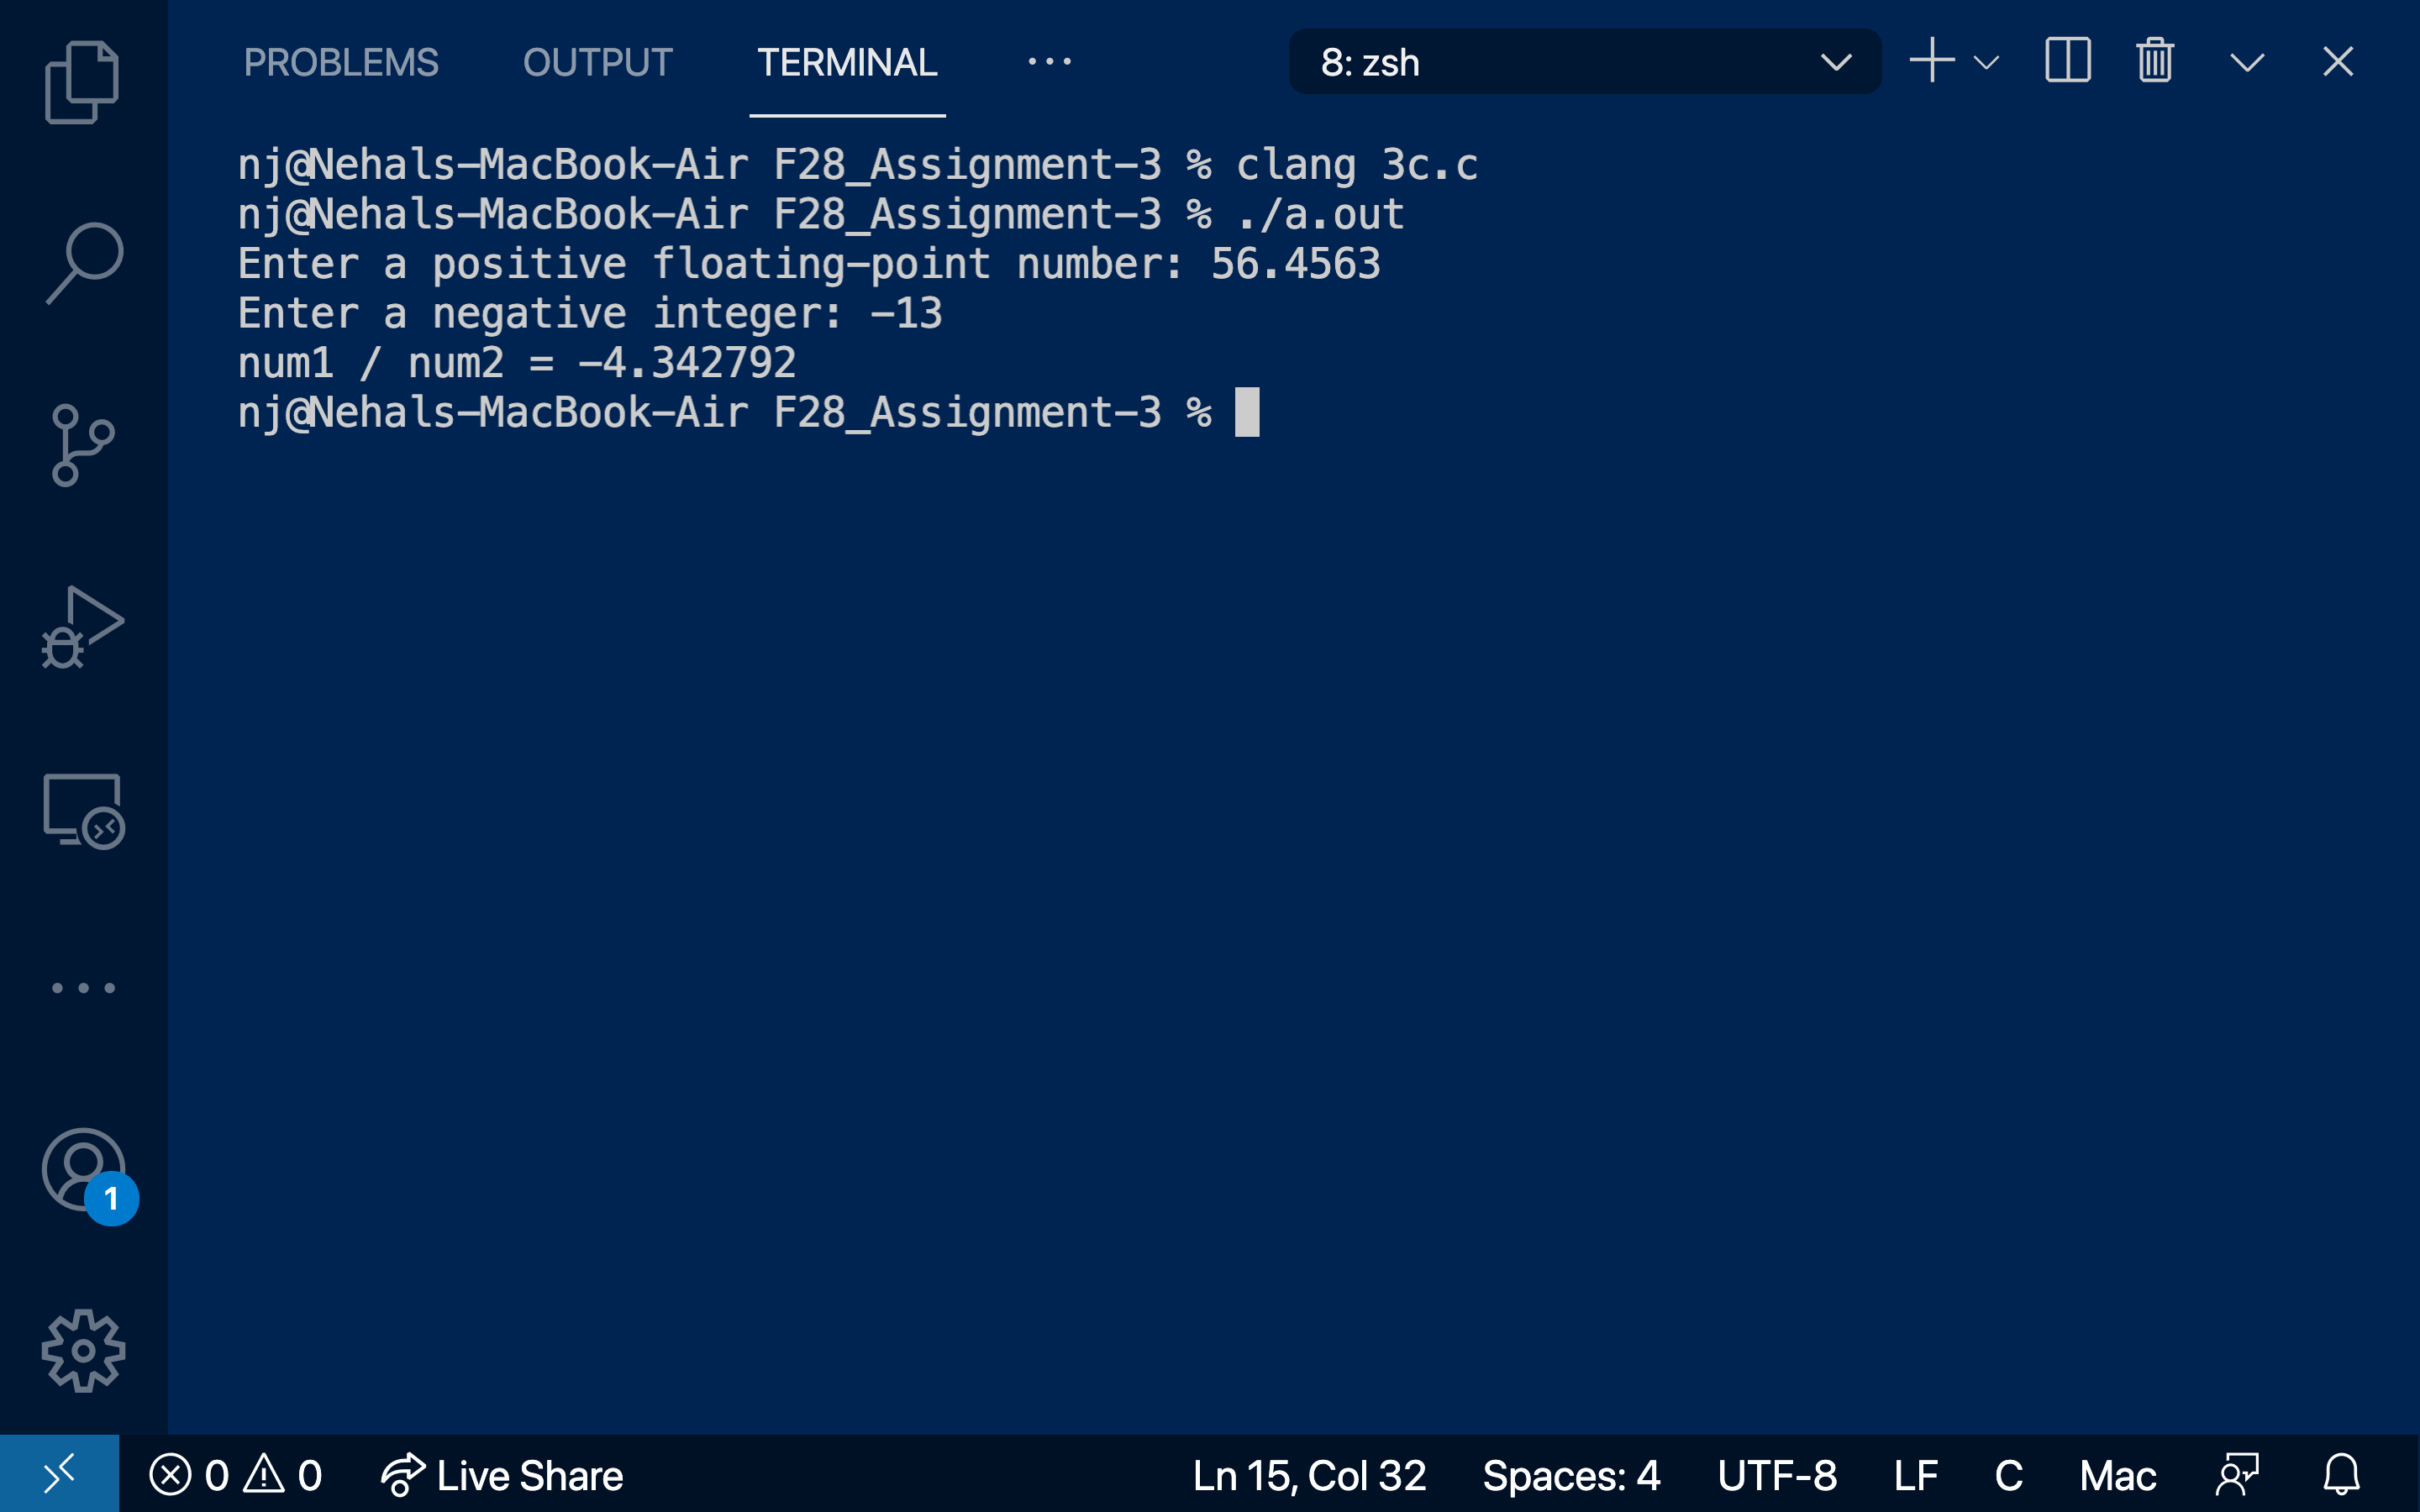 PROBLEMS OUTPUT TERMINAL ··· 8: zsh
nj@Nehals-MacBook-Air F28_Assignment-3 % clang 3c.c
nj@Nehals-MacBook-Air F28_Assignment-3 % ./a.out
Enter a positive floating-point number: 56.4563
Enter a negative integer: -13
num1 / num2 = -4.342792
nj@Nehals-MacBook-Air F28_Assignment-3 %
1
0 0 Live Share Ln 15, Col 32 Spaces: 4 UTF-8 LF C Mac